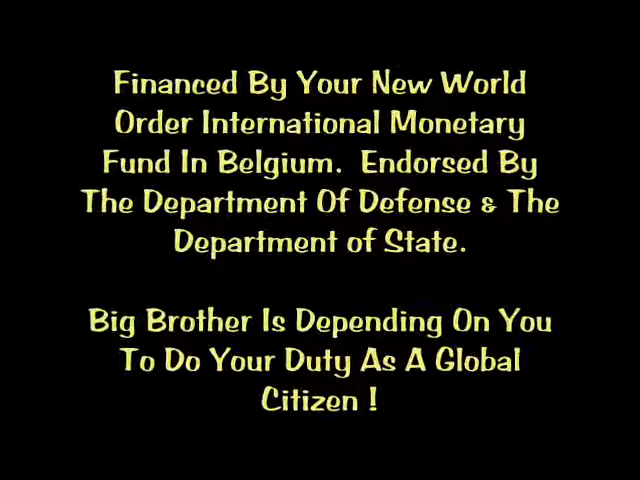 Financed By Your New World
Order International Monetary
Fund In Belgium.  Endorsed By
The Department Of Defense & The
Department of State.
Big Brother Is Depending On You
To Do Your Duty As A Global
Citizen !